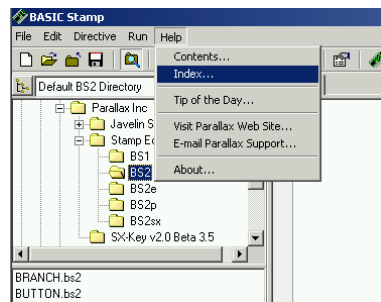 BASIC Stamp
File Edit Directive Run Help
Contents...
Index...
Tip of the Day...
Visit Parallax Web Site...
E-mail Parallax Support...
About...
Default BS2 Directory
Parallax Inc
Javelin S
Stamp Ed
BS1
BS2
BS2e
BS2p
BS2sx
SX-Key v2.0 Beta 3.5
BRANCH.bs2
BUTTON.bs2